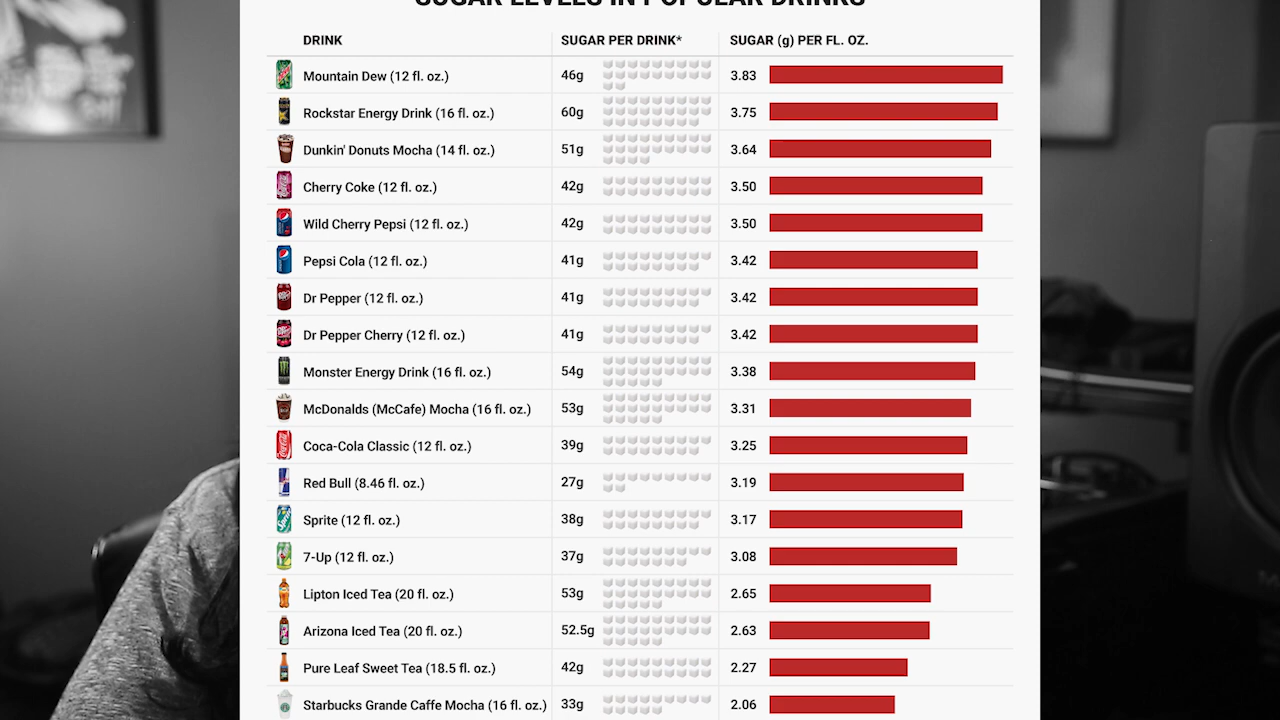 SUGAR LEVELS IN POPULAR DRINKS
DRINK SUGAR PER DRINK* SUGAR (g) PER FL. OZ.
Mountain Dew (12 fl. oz.) 46g 3.83
Rockstar Energy Drink (16 fl. oz.) 60g 3.75
Dunkin' Donuts Mocha (14 fl. oz.) 51g 3.64
Cherry Coke (12 fl. oz.) 42g 3.50
Wild Cherry Pepsi (12 fl. oz.) 42g 3.50
Pepsi Cola (12 fl. oz.) 41g 3.42
Dr Pepper (12 fl. oz.) 41g 3.42
Dr Pepper Cherry (12 fl. oz.) 41g 3.42
Monster Energy Drink (16 fl. oz.) 54g 3.38
McDonalds (McCafe) Mocha (16 fl. oz.) 53g 3.31
Coca-Cola Classic (12 fl. oz.) 39g 3.25
Red Bull (8.46 fl. oz.) 27g 3.19
Sprite (12 fl. oz.) 38g 3.17
7-Up (12 fl. oz.) 37g 3.08
Lipton Iced Tea (20 fl. oz.) 53g 2.65
Arizona Iced Tea (20 fl. oz.) 52.5g 2.63
Pure Leaf Sweet Tea (18.5 fl. oz.) 42g 2.27
Starbucks Grande Caffe Mocha (16 fl. oz.) 33g 2.06